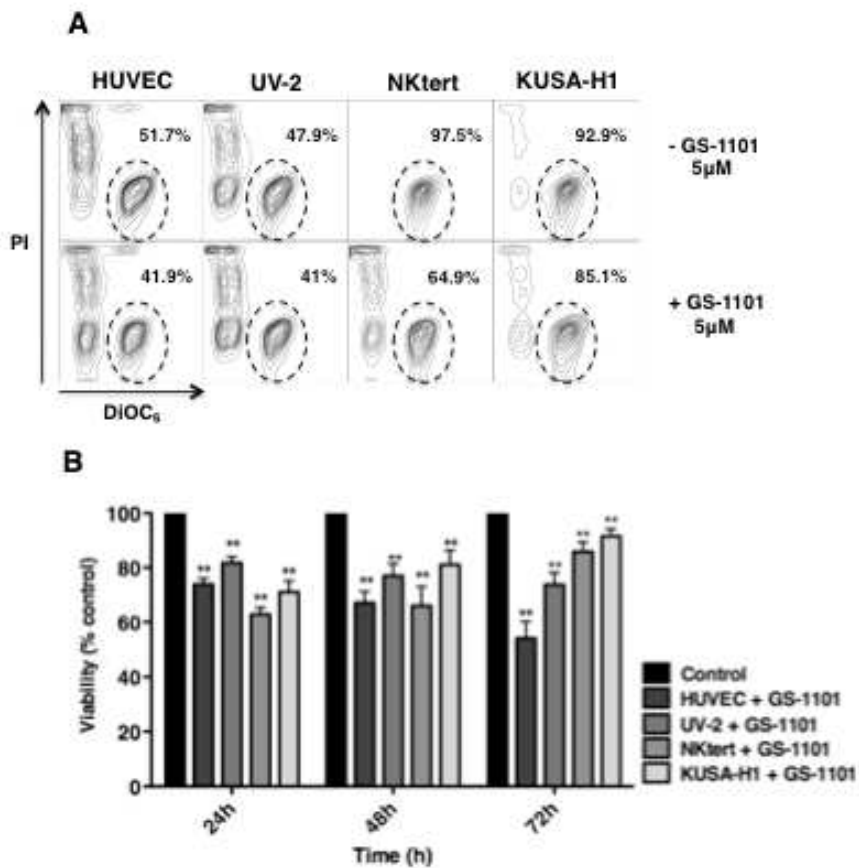 A
HUVEC UV-2 NKtert KUSA-H1
51.7% 47.9% 97.5% 92.9%
- GS-1101
5µM
PI
41.9% 41% 64.9% 85.1%
+ GS-1101
5µM
DiOC₆
B
100
80
60
40
20
0
Viability (% control)
** ** ** **
** ** ** **
** ** ** **
24h 48h 72h
Time (h)
Control
HUVEC + GS-1101
UV-2 + GS-1101
NKtert + GS-1101
KUSA-H1 + GS-1101